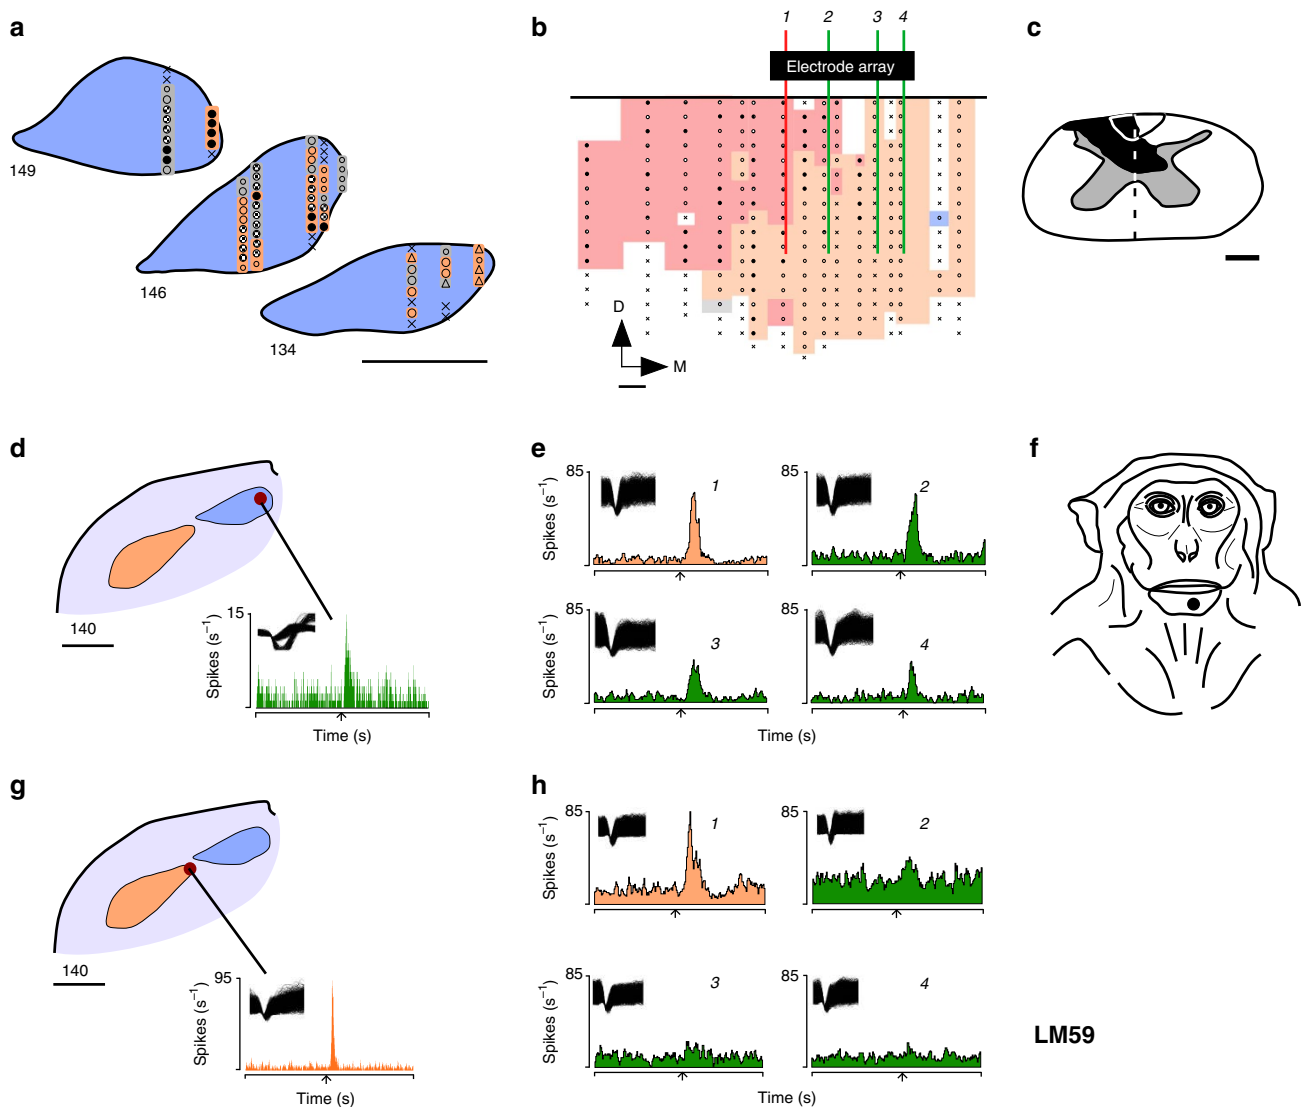 a
149
146
134
b
1 2 3 4
Electrode array
D
M
c
d
140
15
Spikes (s⁻¹)
Time (s)
e
85
Spikes (s⁻¹)
1
85
2
85
Spikes (s⁻¹)
3
85
4
Time (s)
f
g
140
95
Spikes (s⁻¹)
Time (s)
h
85
Spikes (s⁻¹)
1
85
2
85
Spikes (s⁻¹)
3
85
4
Time (s)
LM59